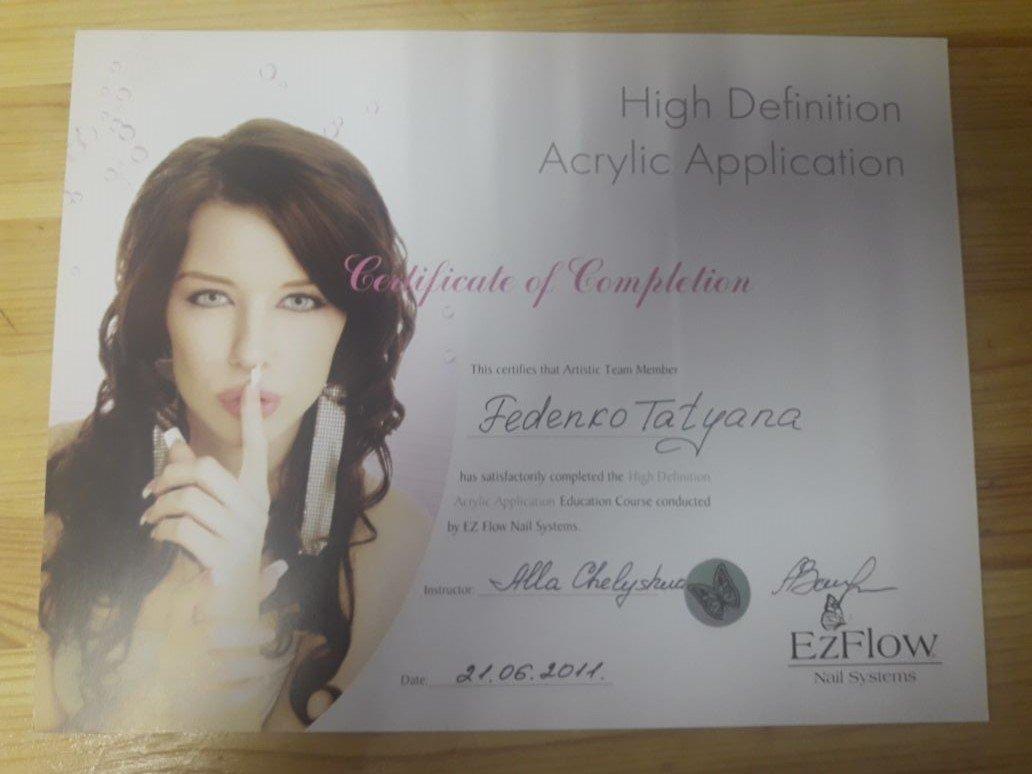 High Definition
Acrylic Application
Certificate of Completion
This certifies that Artistic Team Member
Fedenko Tatyana
has satisfactorily completed the High Definition
Acrylic Application Education Course conducted
by EZ Flow Nail Systems.
Instructor: Alla
Date: 21.06.2011.
EzFlow
Nail Systems